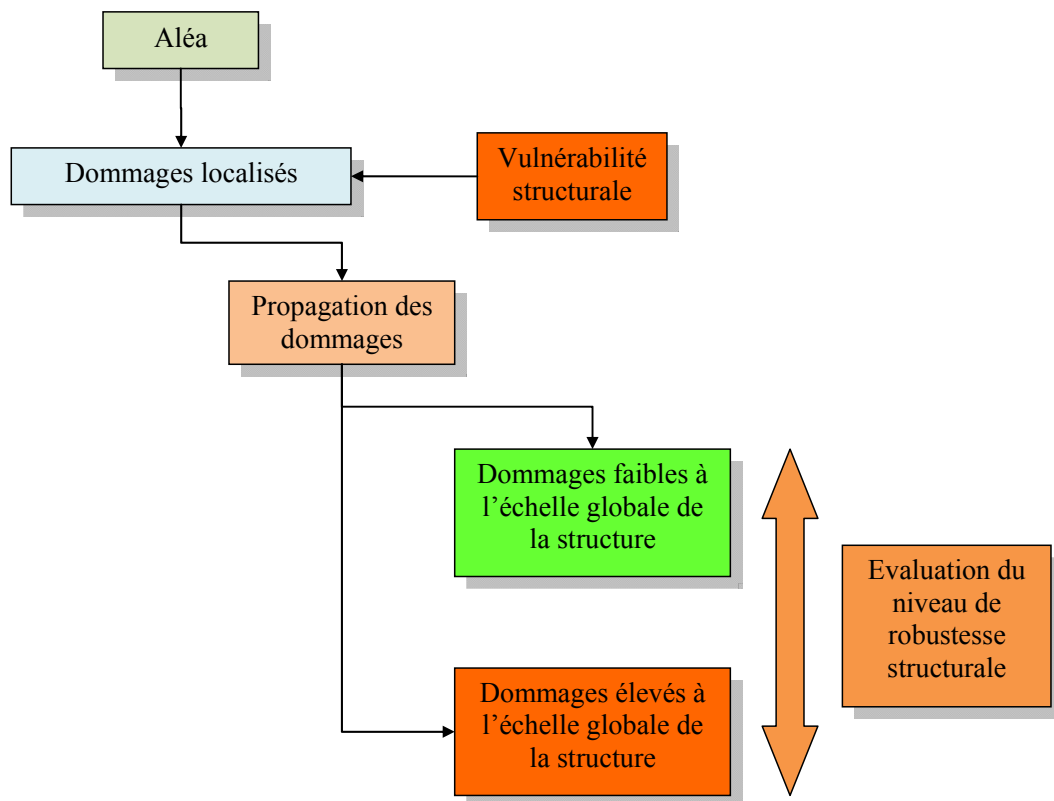 Aléa
Dommages localisés
Vulnérabilité
structurale
Propagation des
dommages
Dommages faibles à
l’échelle globale de
la structure
Evaluation du
niveau de
robustesse
structurale
Dommages élevés à
l’échelle globale de
la structure